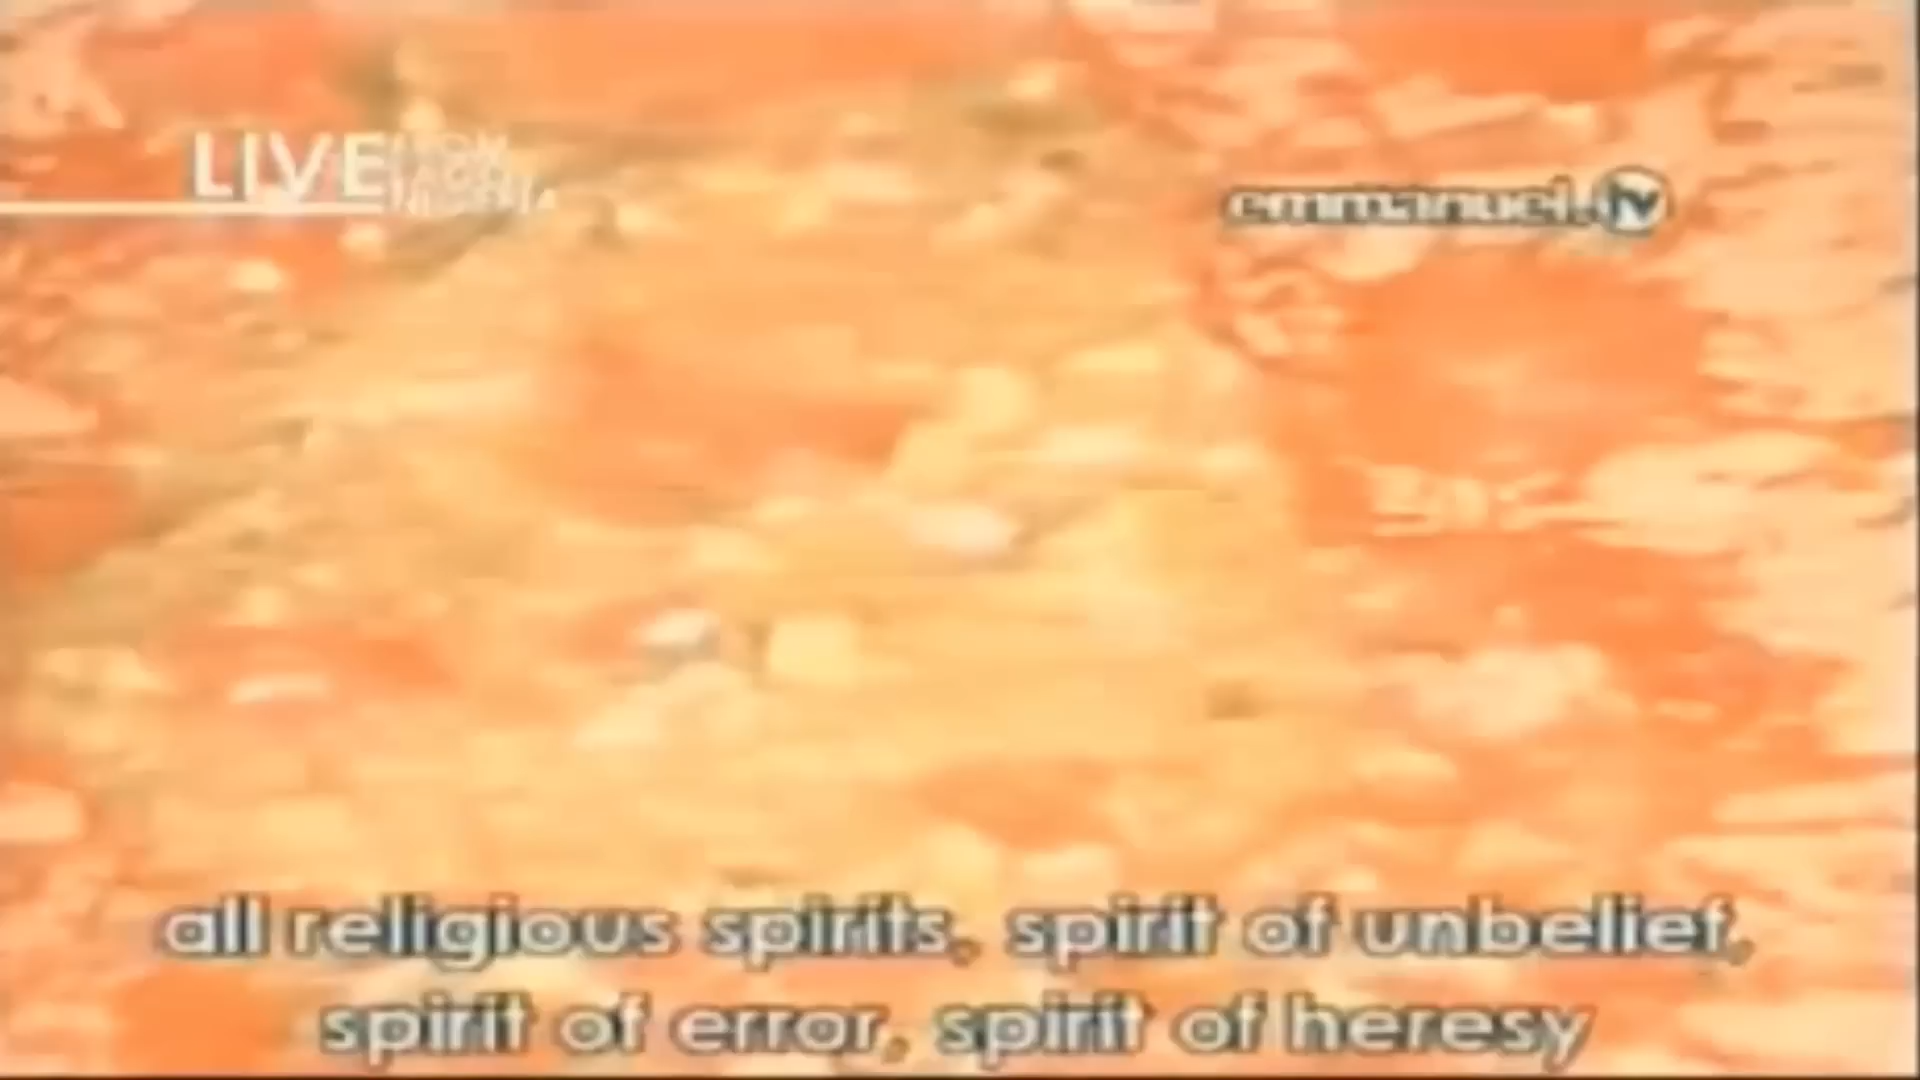 LIVE
emmanuel.tv
all religious spirits, spirit of unbelief,
spirit of error, spirit of heresy